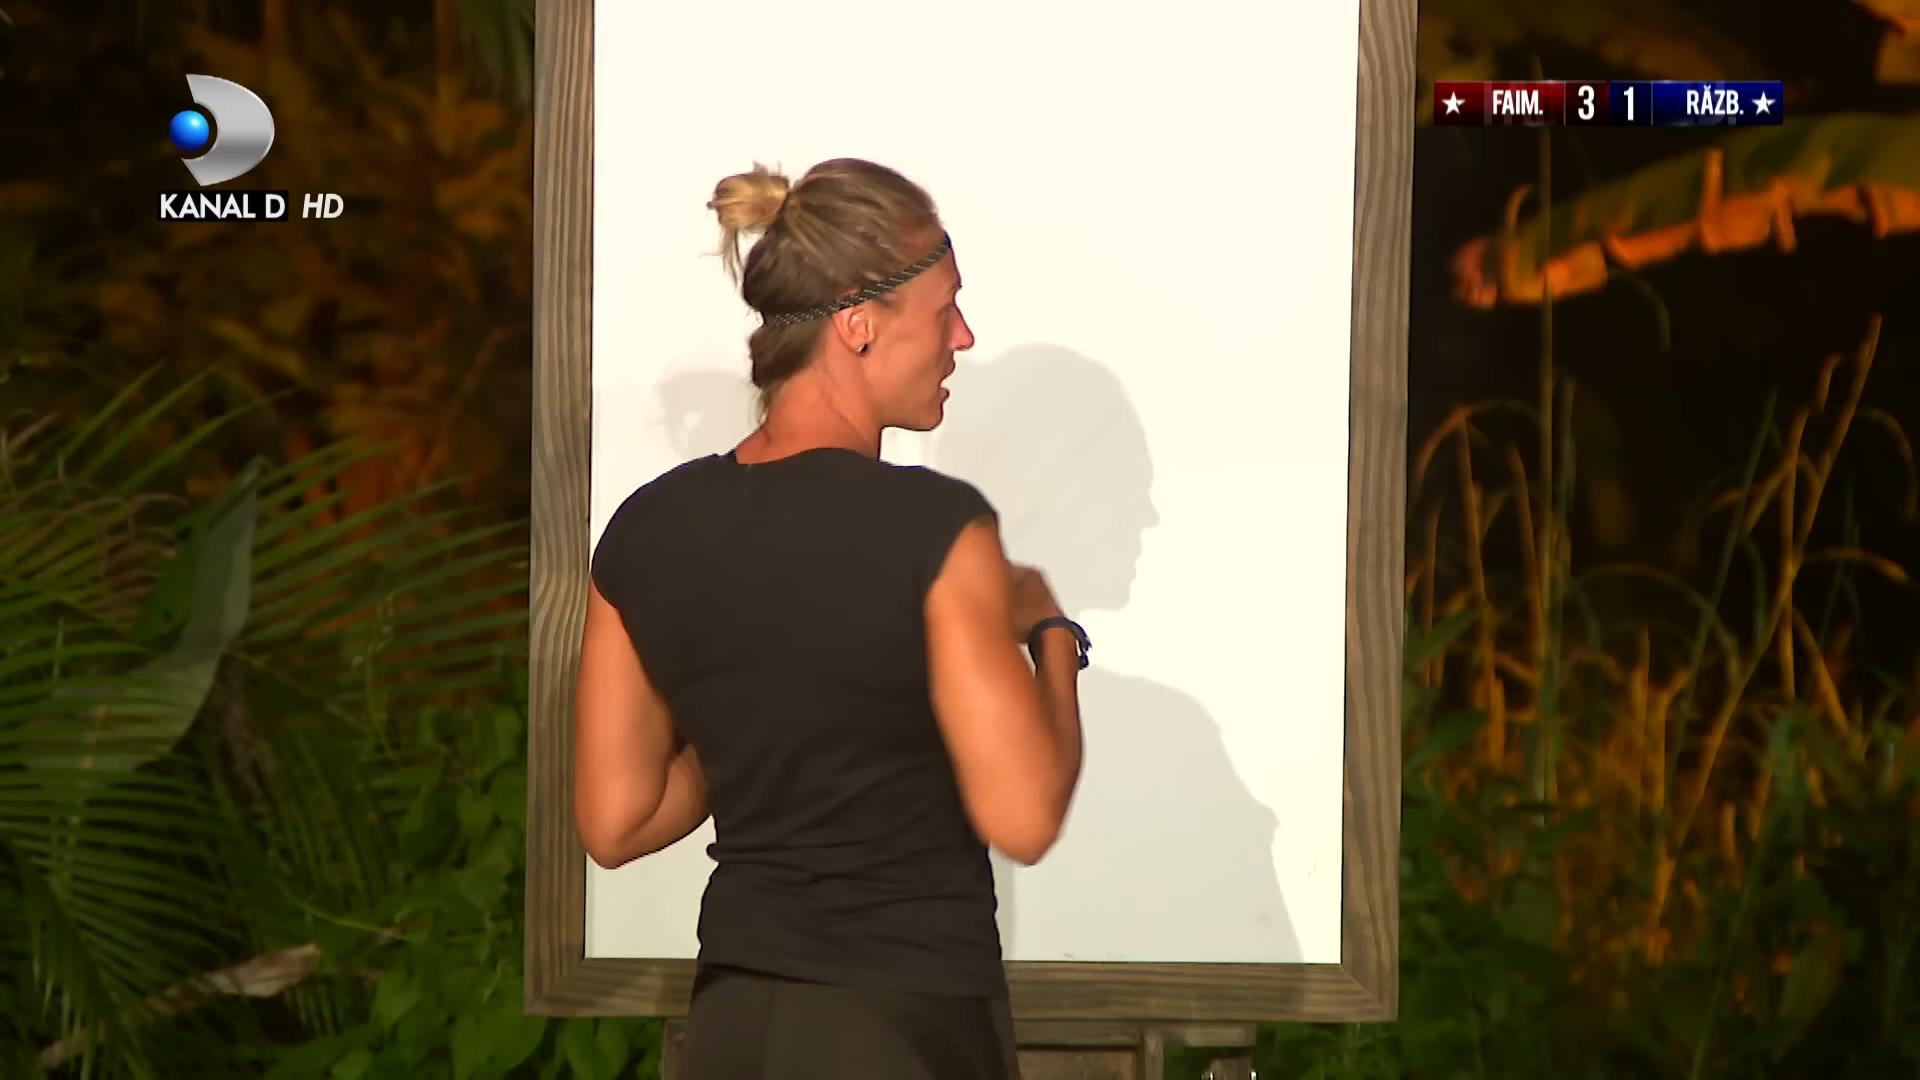 ★ FAIM. 3 1 RĂZB. ★
KANAL D HD